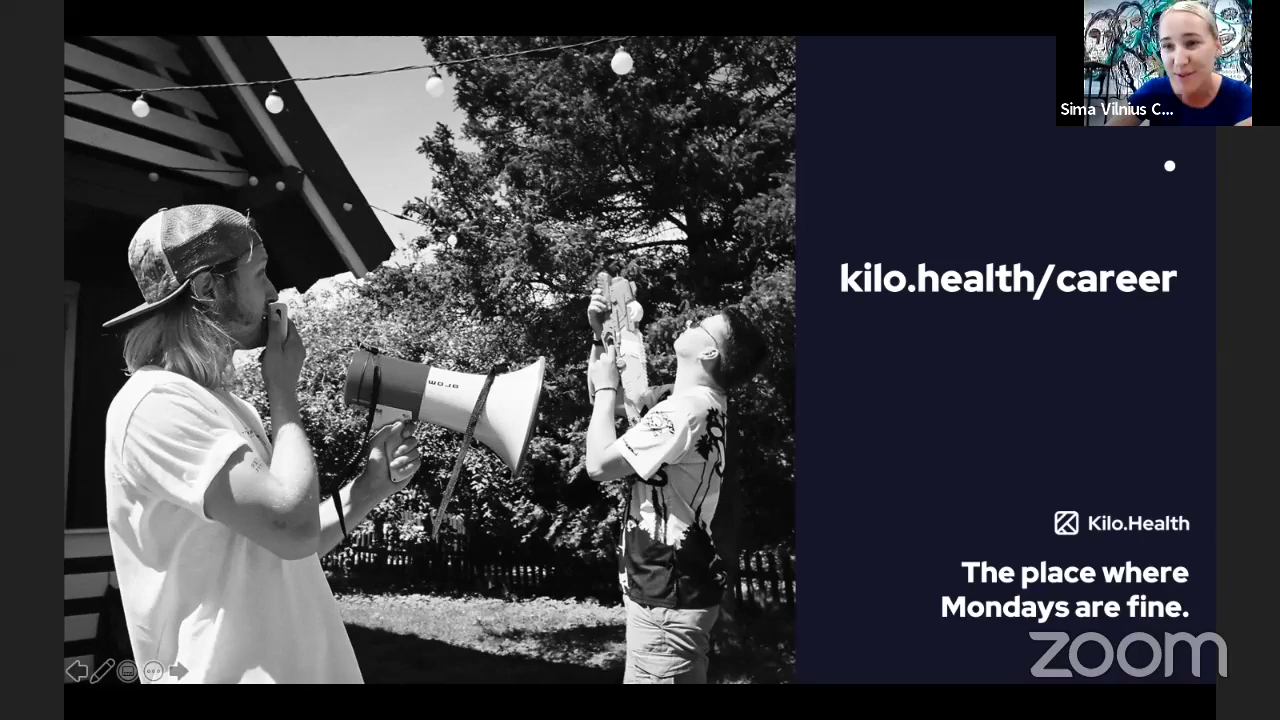 Sima Vilnius C...
kilo.health/career
Kilo.Health
The place where
Mondays are fine.
zoom